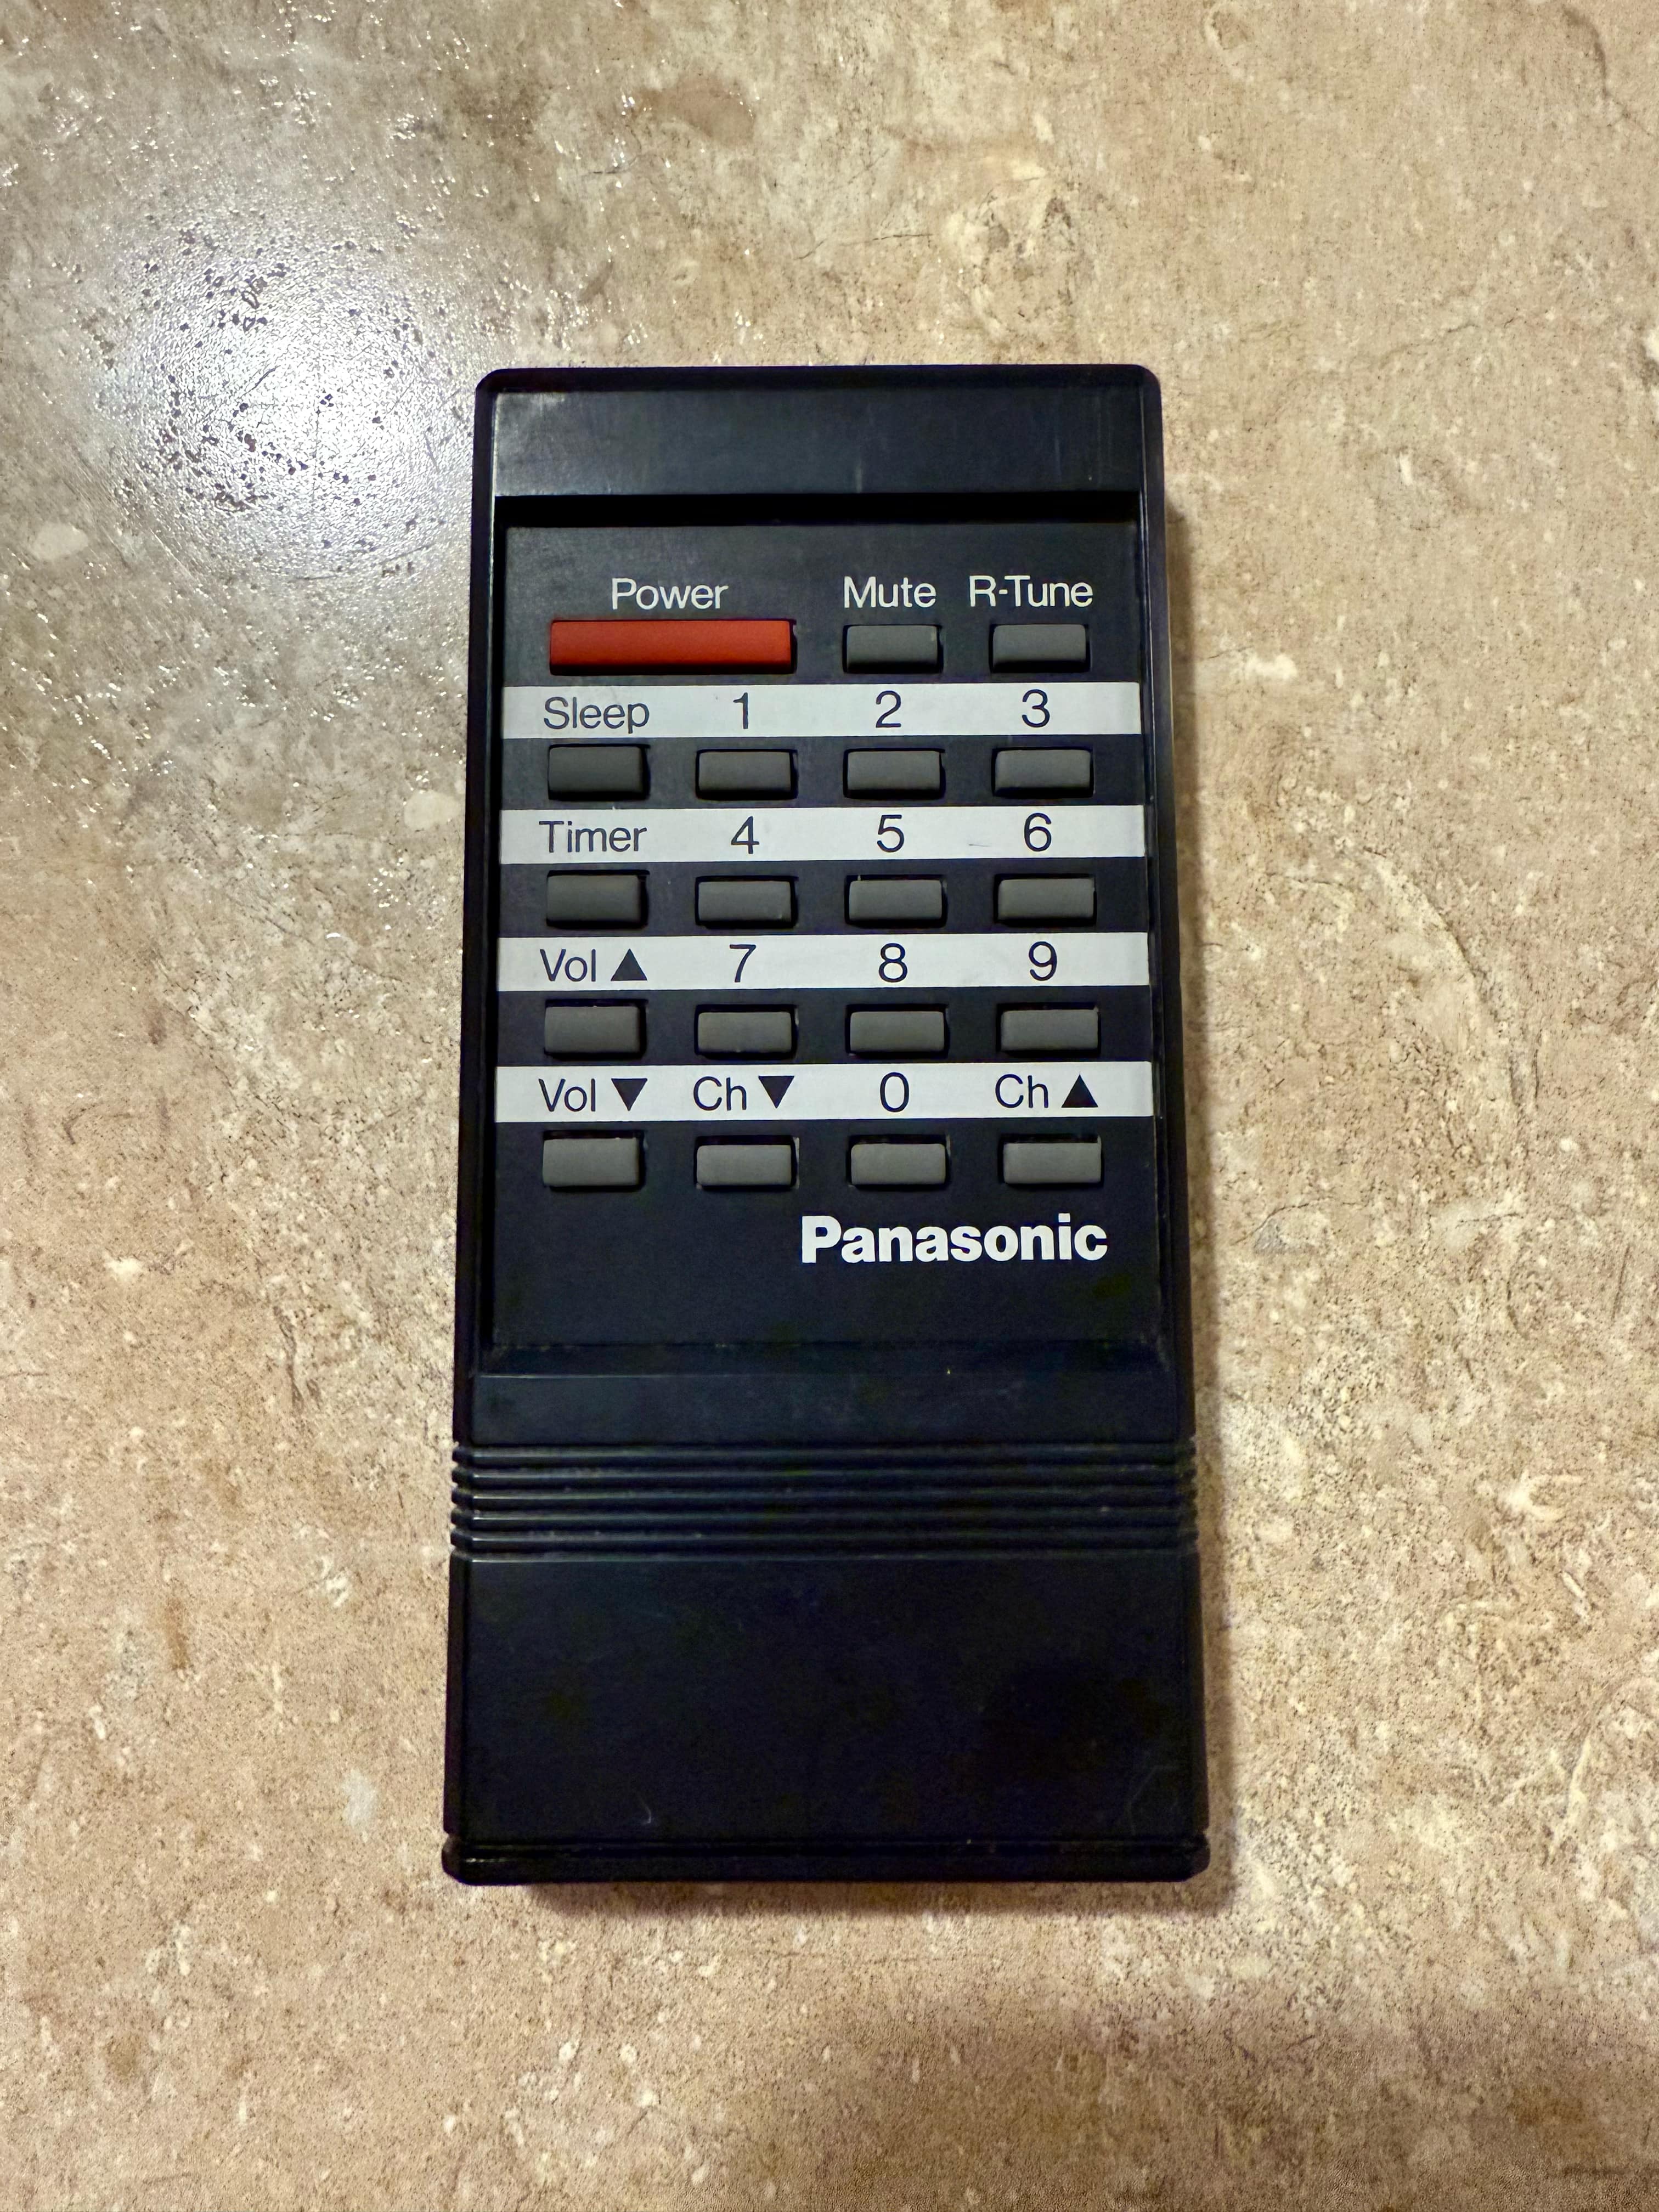 Power Mute R-Tune
Sleep 1 2 3
Timer 4 5 6
Vol ▲ 7 8 9
Vol ▼ Ch ▼ 0 Ch ▲
Panasonic